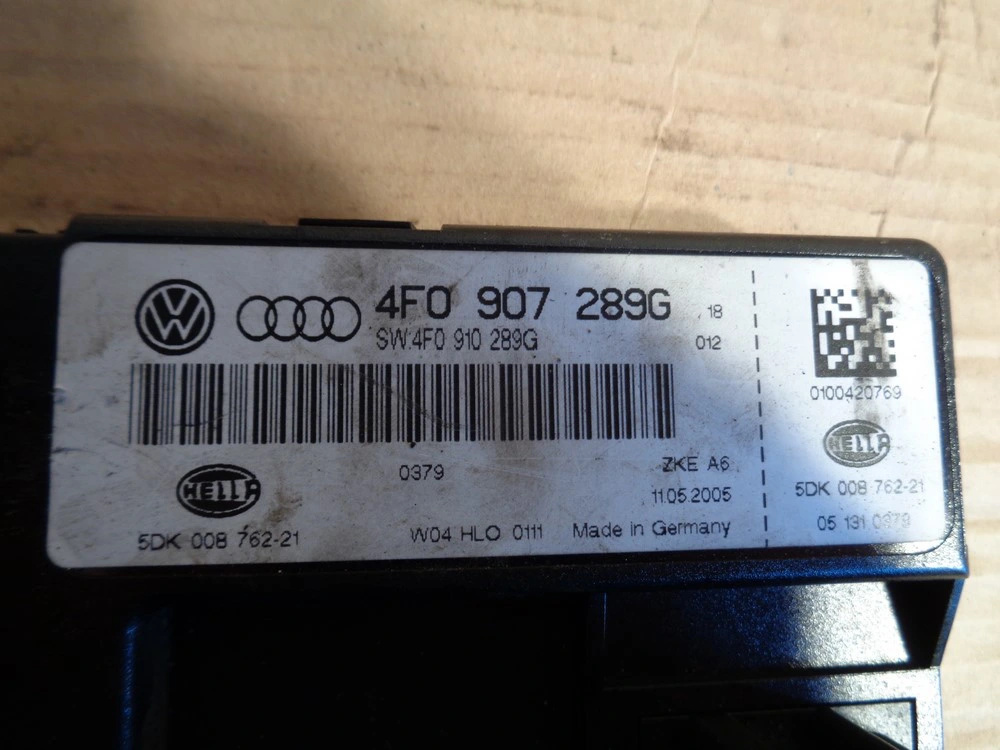 4F0 907 289G 18
SW:4F0 910 289G 012
0379
ZKE A6
11.05.2005
HELLA
5DK 008 762-21
W04 HLO 0111 Made in Germany
0100420769
HELLA
5DK 008 762-21
05 131 0379